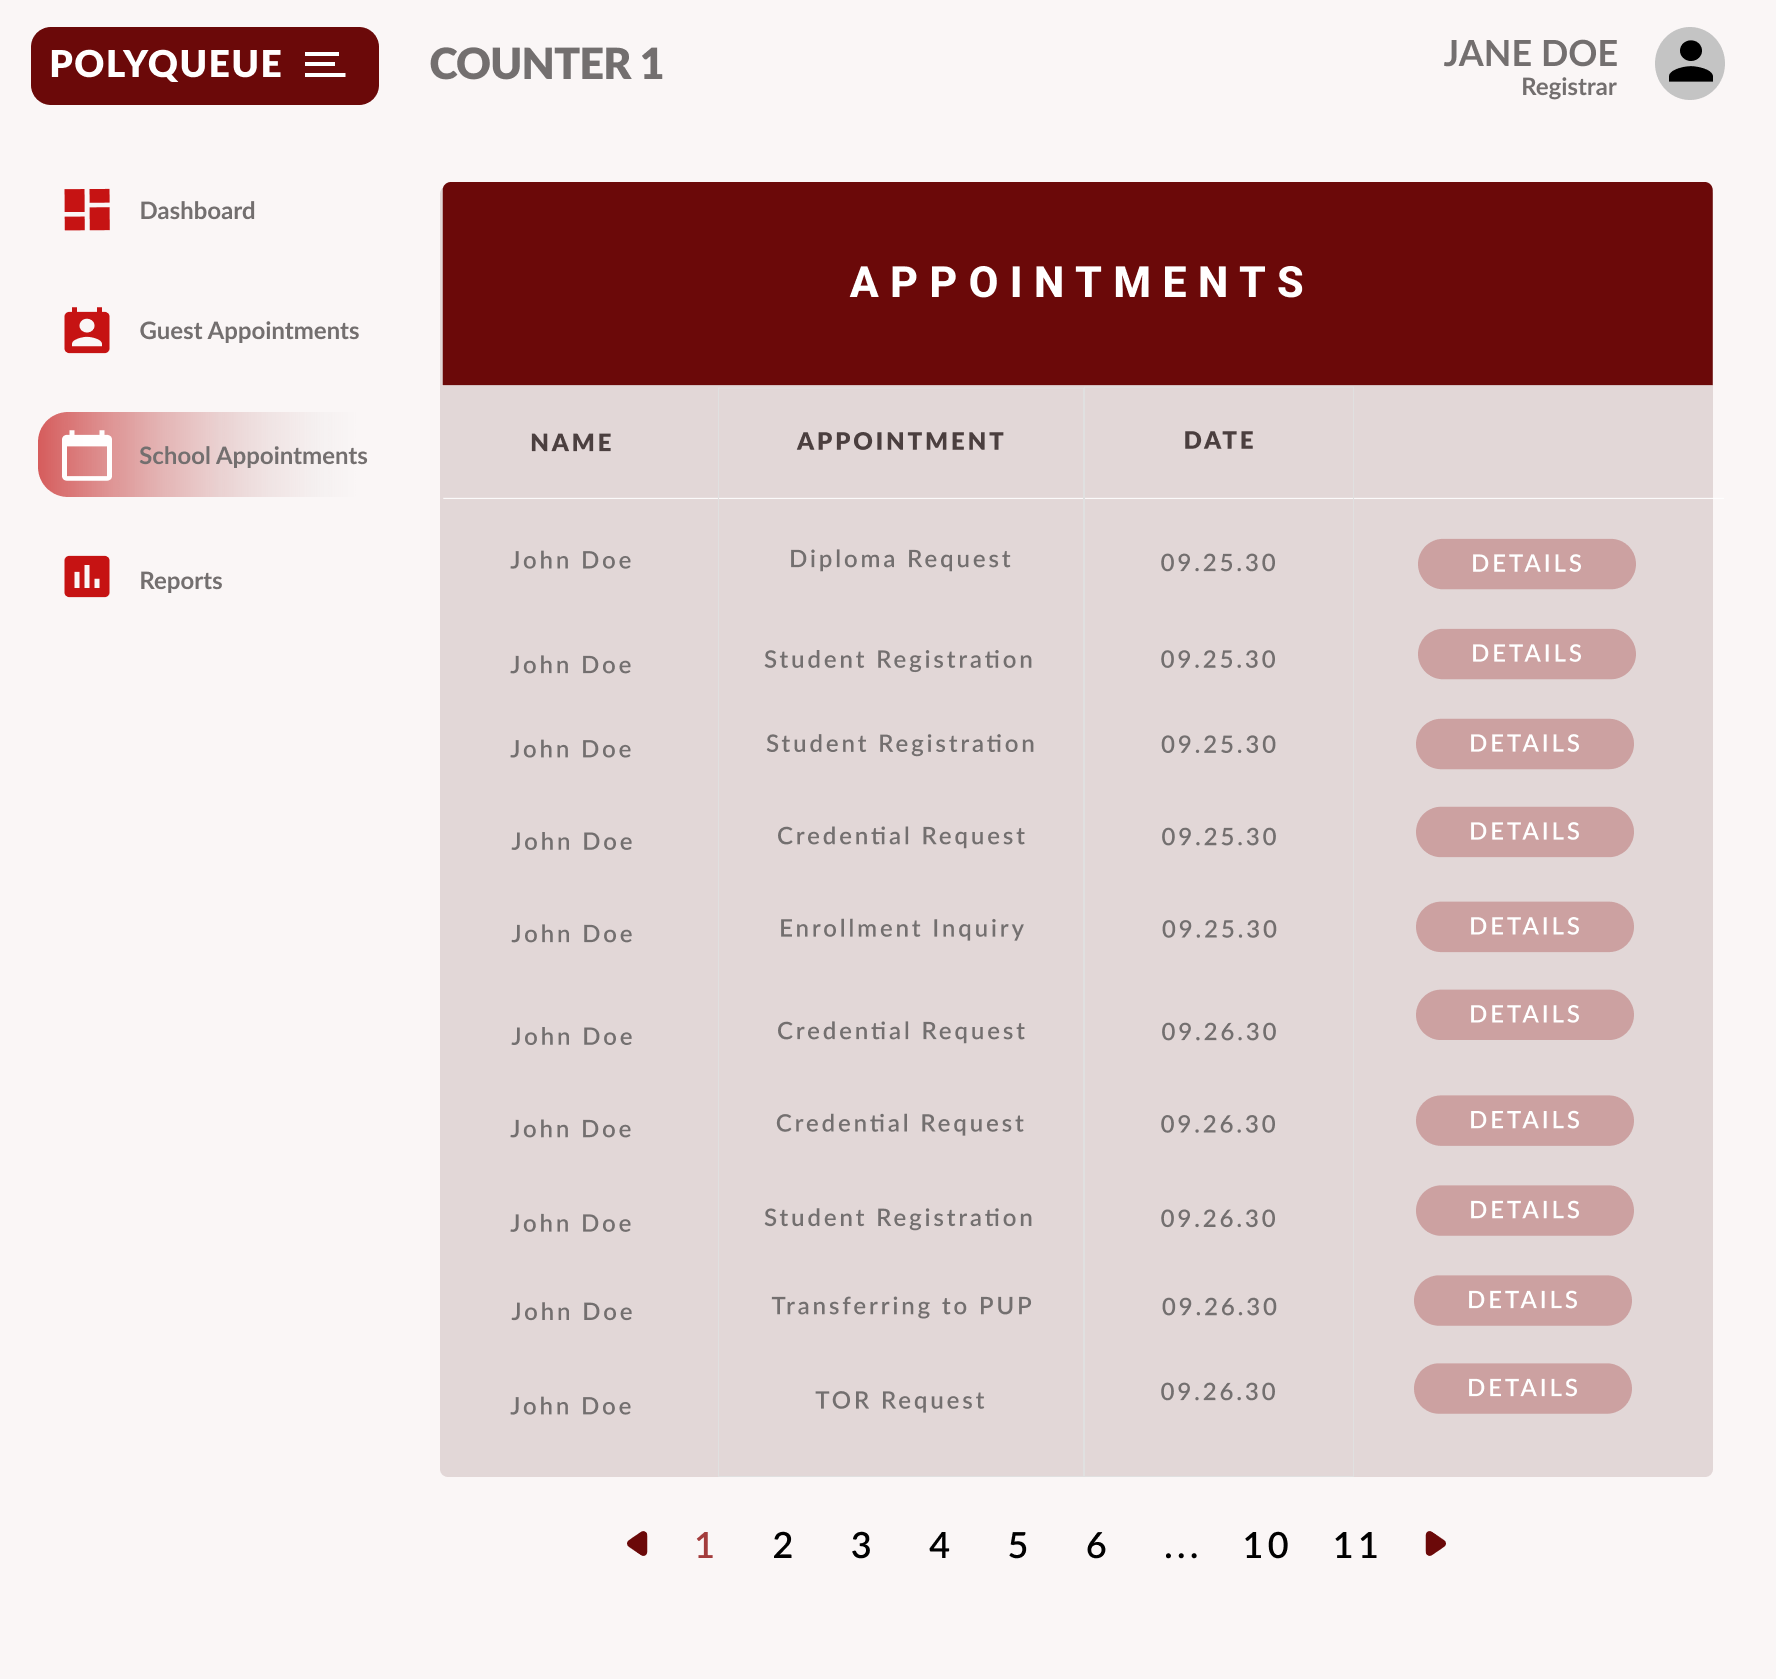 POLYQUEUE
COUNTER 1
JANE DOE
Registrar
Dashboard
Guest Appointments
School Appointments
Reports
APPOINTMENTS
NAME APPOINTMENT DATE
John Doe Diploma Request 09.25.30 DETAILS
John Doe Student Registration 09.25.30 DETAILS
John Doe Student Registration 09.25.30 DETAILS
John Doe Credential Request 09.25.30 DETAILS
John Doe Enrollment Inquiry 09.25.30 DETAILS
John Doe Credential Request 09.26.30 DETAILS
John Doe Credential Request 09.26.30 DETAILS
John Doe Student Registration 09.26.30 DETAILS
John Doe Transferring to PUP 09.26.30 DETAILS
John Doe TOR Request 09.26.30 DETAILS
1 2 3 4 5 6 ... 10 11